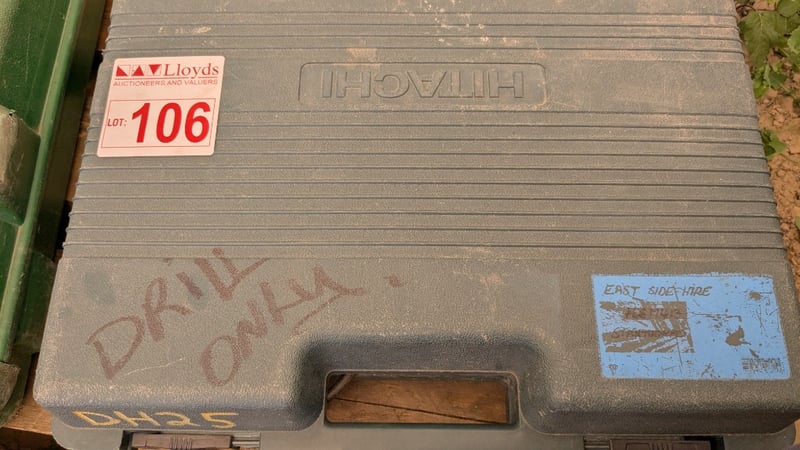 Lloyds
AUCTIONEERS AND VALUERS
LOT: 106
HITACHI
DRILL
ONLY.
EAST SIDE HIRE
DH25